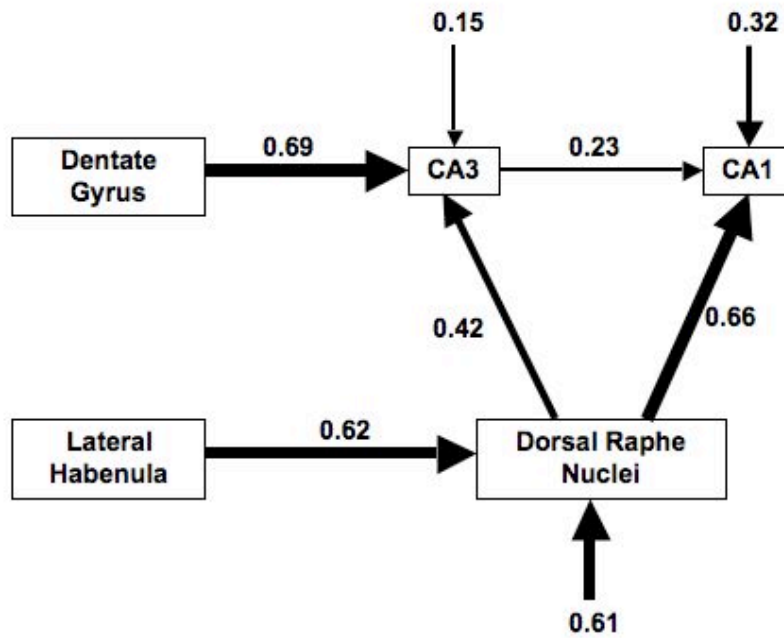 0.15
0.32
Dentate
Gyrus
0.69
CA3
0.23
CA1
0.42
0.66
Lateral
Habenula
0.62
Dorsal Raphe
Nuclei
0.61